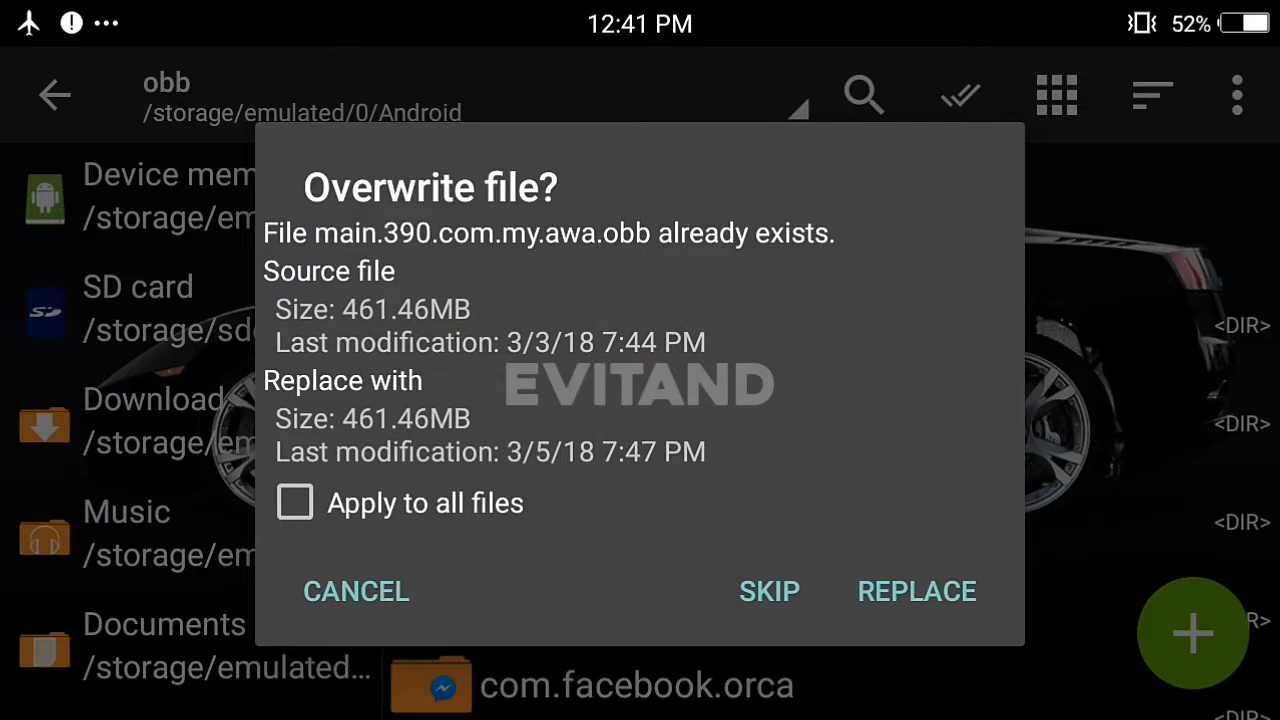 12:41 PM
52%
obb
/storage/emulated/0/Android
Device mem
/storage/em
SD card
/storage/sd
Download
/storage/em
Music
/storage/em
Documents
/storage/emulated...
Overwrite file?
File main.390.com.my.awa.obb already exists.
Source file
Size: 461.46MB
Last modification: 3/3/18 7:44 PM
Replace with
Size: 461.46MB
Last modification: 3/5/18 7:47 PM
Apply to all files
CANCEL
SKIP
REPLACE
EVITAND
<DIR>
<DIR>
<DIR>
R>
com.facebook.orca